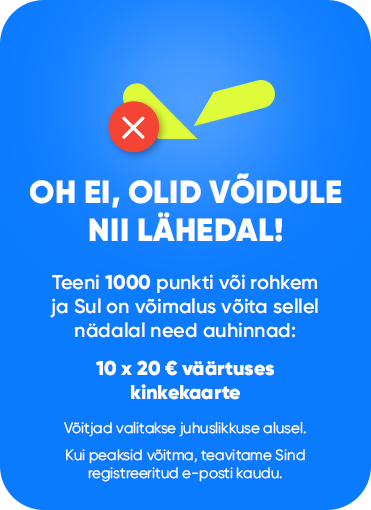 OH EI, OLID VÕIDULE
NII LÄHEDAL!
Teeni 1000 punkti või rohkem
ja Sul on võimalus võita sellel
nädalal need auhinnad:
10 x 20 € väärtuses
kinkekaarte
Võitjad valitakse juhuslikkuse alusel.
Kui peaksid võitma, teavitame Sind
registreeritud e-posti kaudu.